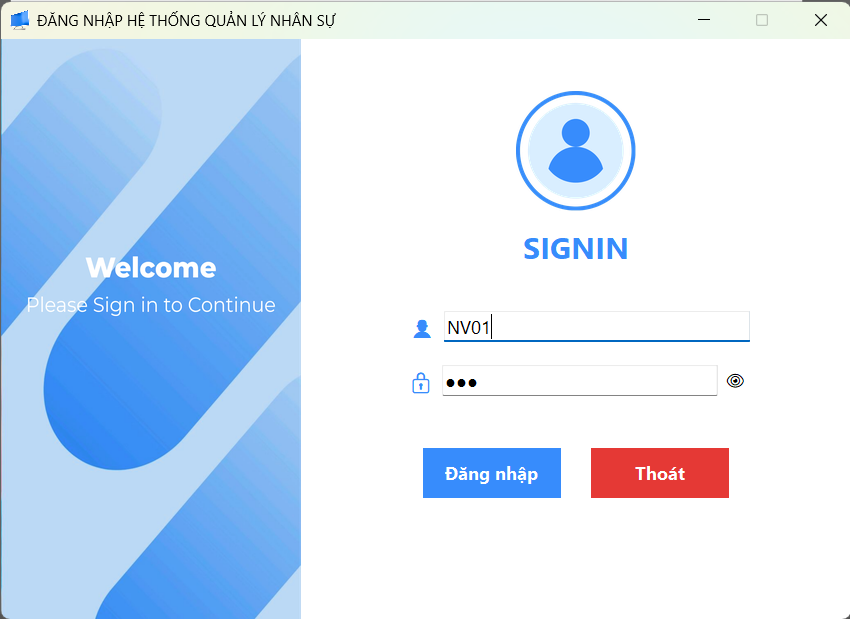 ĐĂNG NHẬP HỆ THỐNG QUẢN LÝ NHÂN SỰ
Welcome
Please Sign in to Continue
SIGNIN
NV01
●●●
Đăng nhập
Thoát